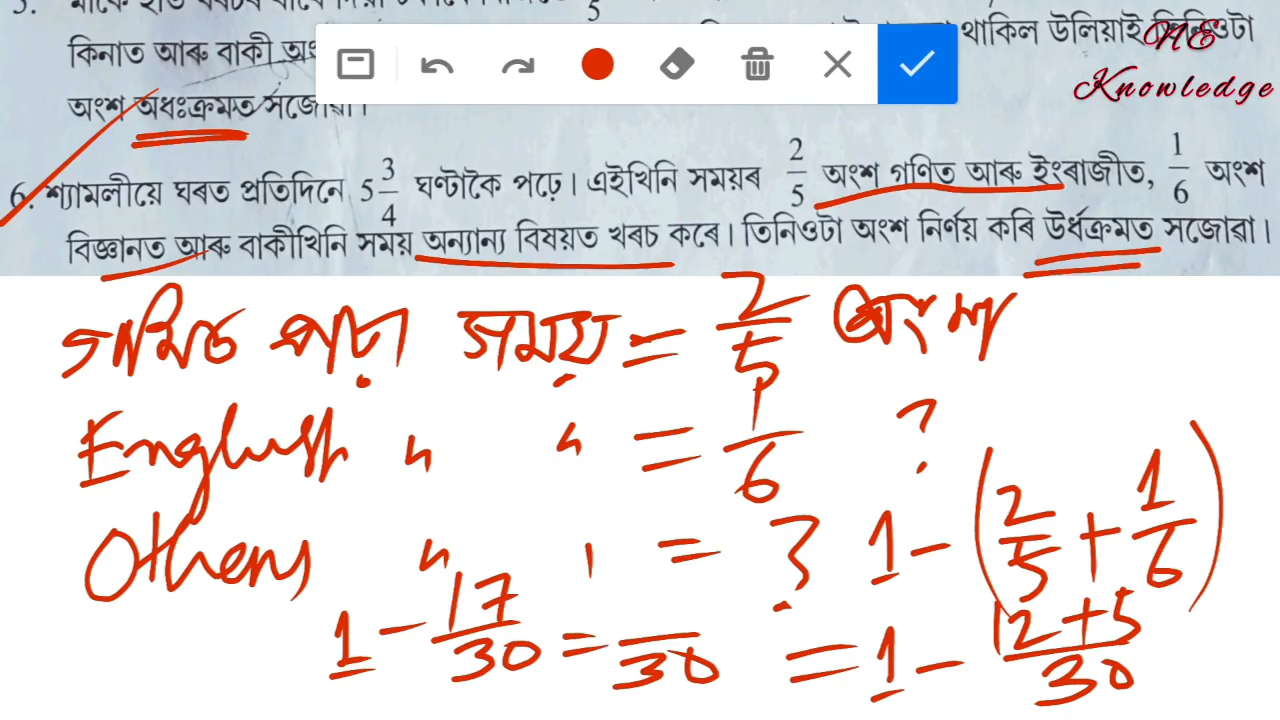 থাকিল উলিয়াই তিনিওটা
NE
কিনাত আৰু বাকী
Knowledge
অংশ অধঃক্ৰমত সজোৱা।
6. শ্যামলীয়ে ঘৰত প্ৰতিদিনে 5 3/4 ঘণ্টাকৈ পঢ়ে। এইখিনি সময়ৰ 2/5 অংশ গণিত আৰু ইংৰাজীত, 1/6 অংশ
বিজ্ঞানত আৰু বাকীখিনি সময় অন্যান্য বিষয়ত খৰচ কৰে। তিনিওটা অংশ নিৰ্ণয় কৰি উৰ্ধক্ৰমত সজোৱা।
গণিত পঢ়া সময় = 2/5 অংশ
English " " = 1/6 ?
Others " " = ? 1 - (2/5 + 1/6)
1 - 17/30 = /30 = 1 - 12+5/30